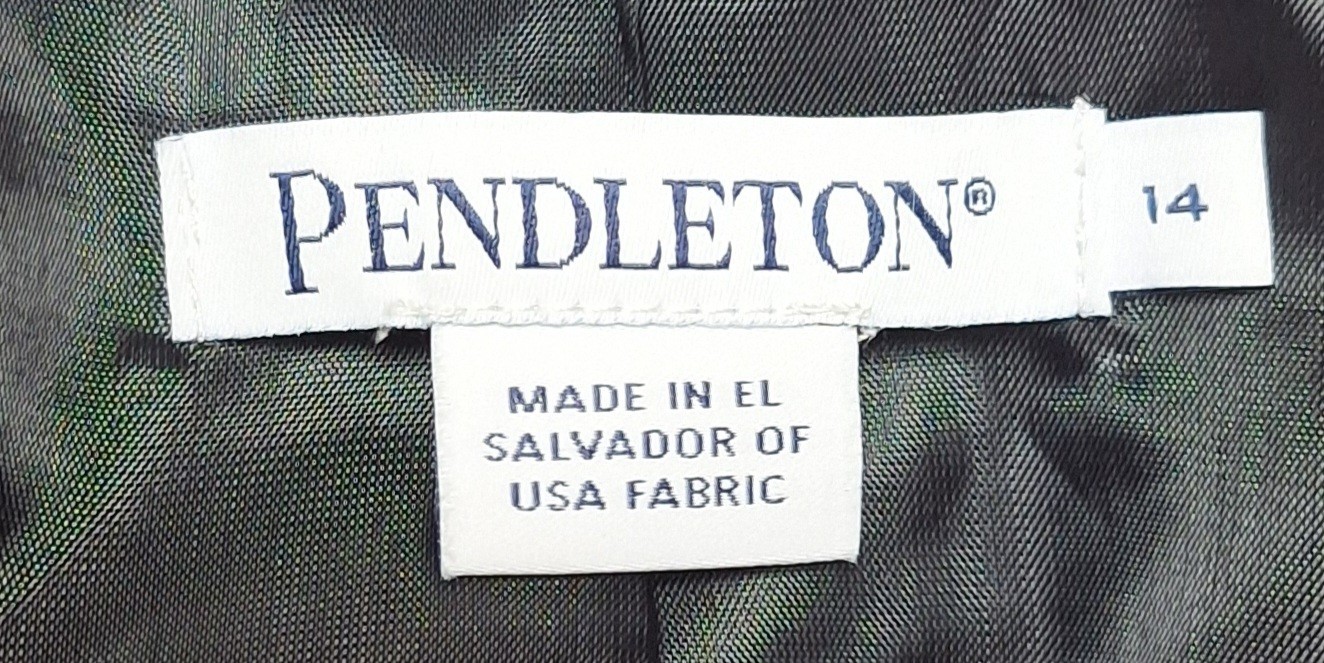 PENDLETON®
14
MADE IN EL
SALVADOR OF
USA FABRIC